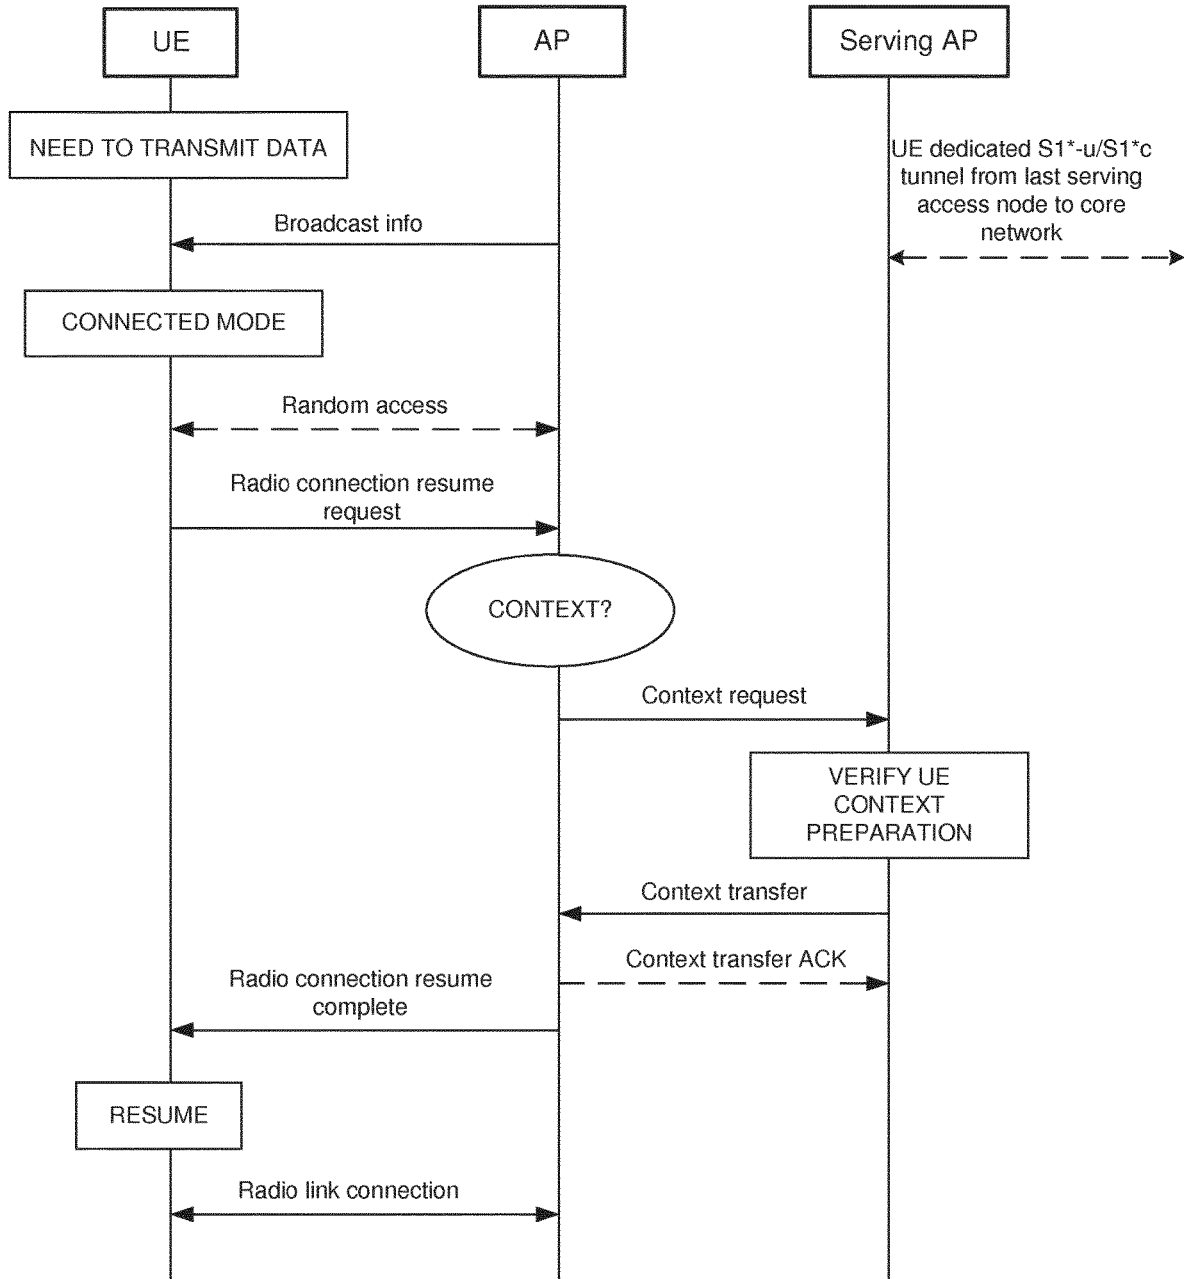 UE
AP
Serving AP
NEED TO TRANSMIT DATA
UE dedicated S1*-u/S1*c
tunnel from last serving
access node to core
network
Broadcast info
CONNECTED MODE
Random access
Radio connection resume
request
CONTEXT?
Context request
VERIFY UE
CONTEXT
PREPARATION
Context transfer
Context transfer ACK
Radio connection resume
complete
RESUME
Radio link connection